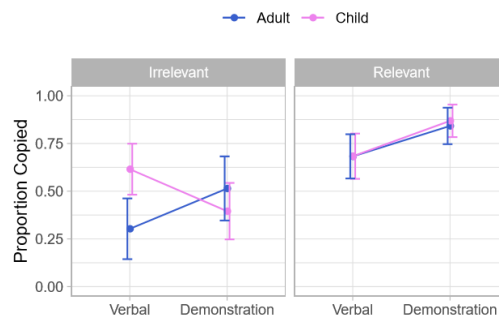 Adult Child
Irrelevant Relevant
Proportion Copied
1.00
0.75
0.50
0.25
0.00
Verbal Demonstration Verbal Demonstration